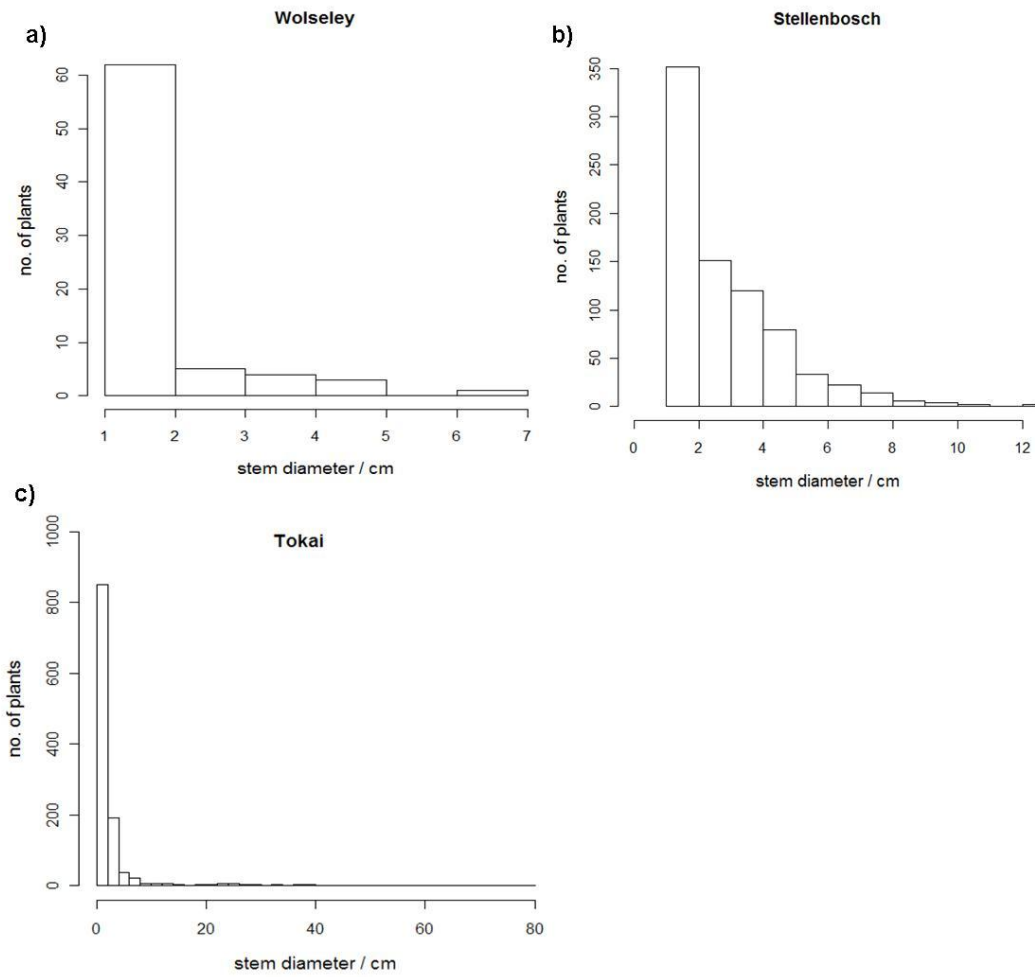 a)
Wolseley
no. of plants
60
50
40
30
20
10
0
1 2 3 4 5 6 7
stem diameter / cm
b)
Stellenbosch
no. of plants
350
300
250
200
150
100
50
0
0 2 4 6 8 10 12
stem diameter / cm
c)
Tokai
no. of plants
1000
800
600
400
200
0
0 20 40 60 80
stem diameter / cm